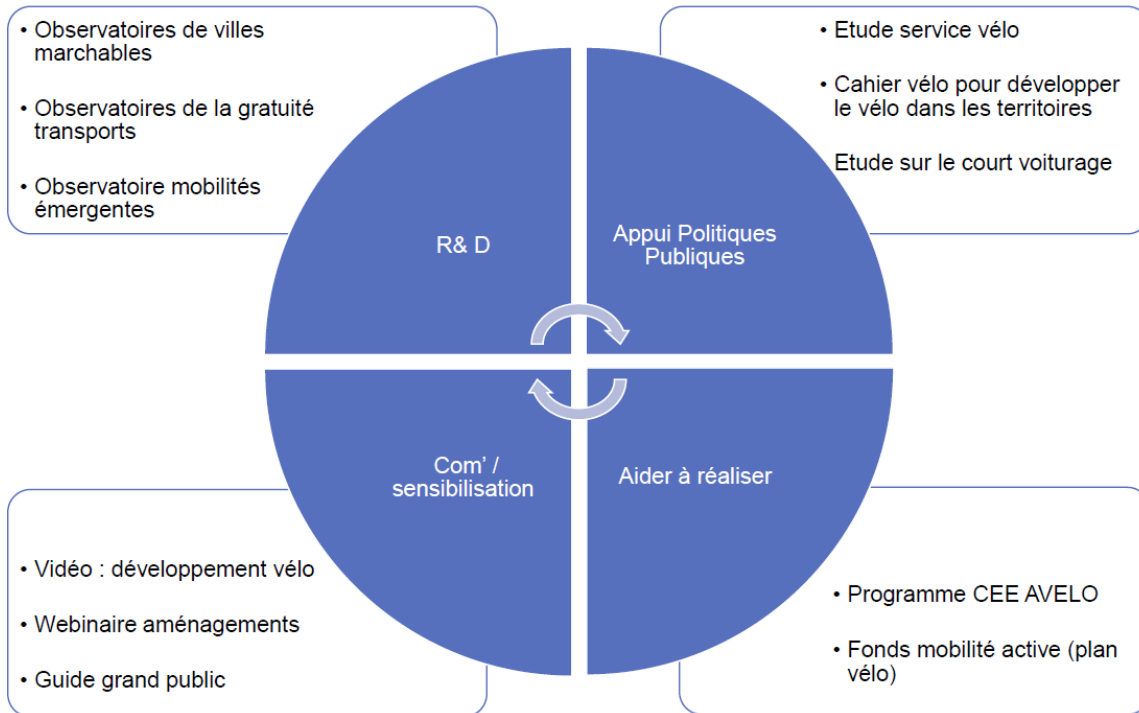 • Observatoires de villes
marchables
• Observatoires de la gratuité
transports
• Observatoire mobilités
émergentes
• Etude service vélo
• Cahier vélo pour développer
le vélo dans les territoires
Etude sur le court voiturage
R& D
Appui Politiques
Publiques
Com' /
sensibilisation
Aider à réaliser
• Vidéo : développement vélo
• Webinaire aménagements
• Guide grand public
• Programme CEE AVELO
• Fonds mobilité active (plan
vélo)